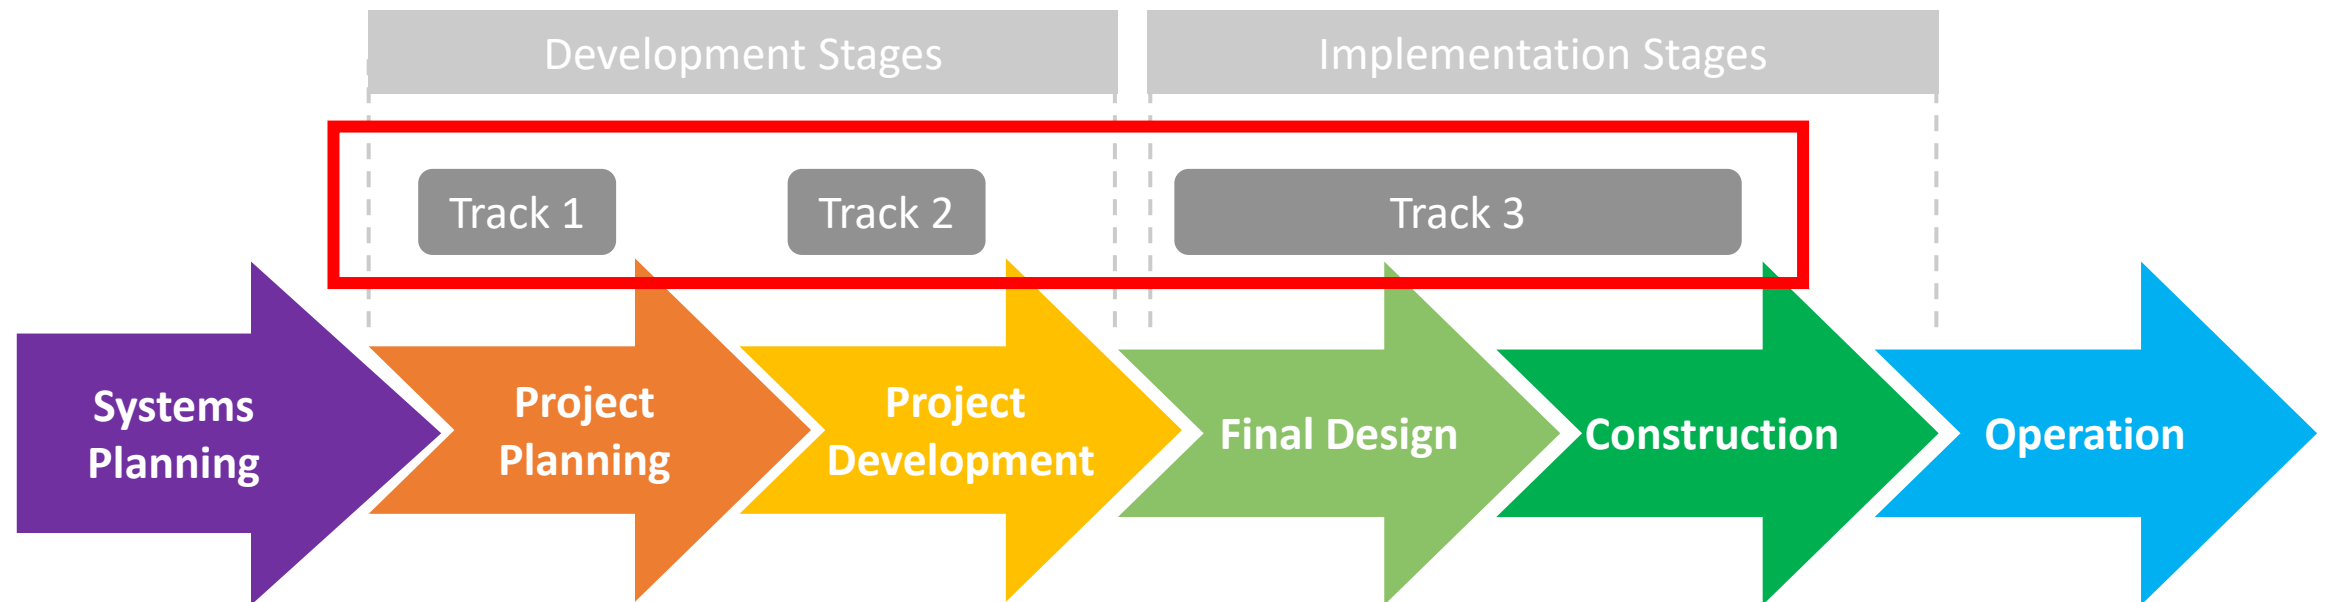 Development Stages
Implementation Stages
Track 1
Track 2
Track 3
Systems
Planning
Project
Planning
Project
Development
Final Design
Construction
Operation